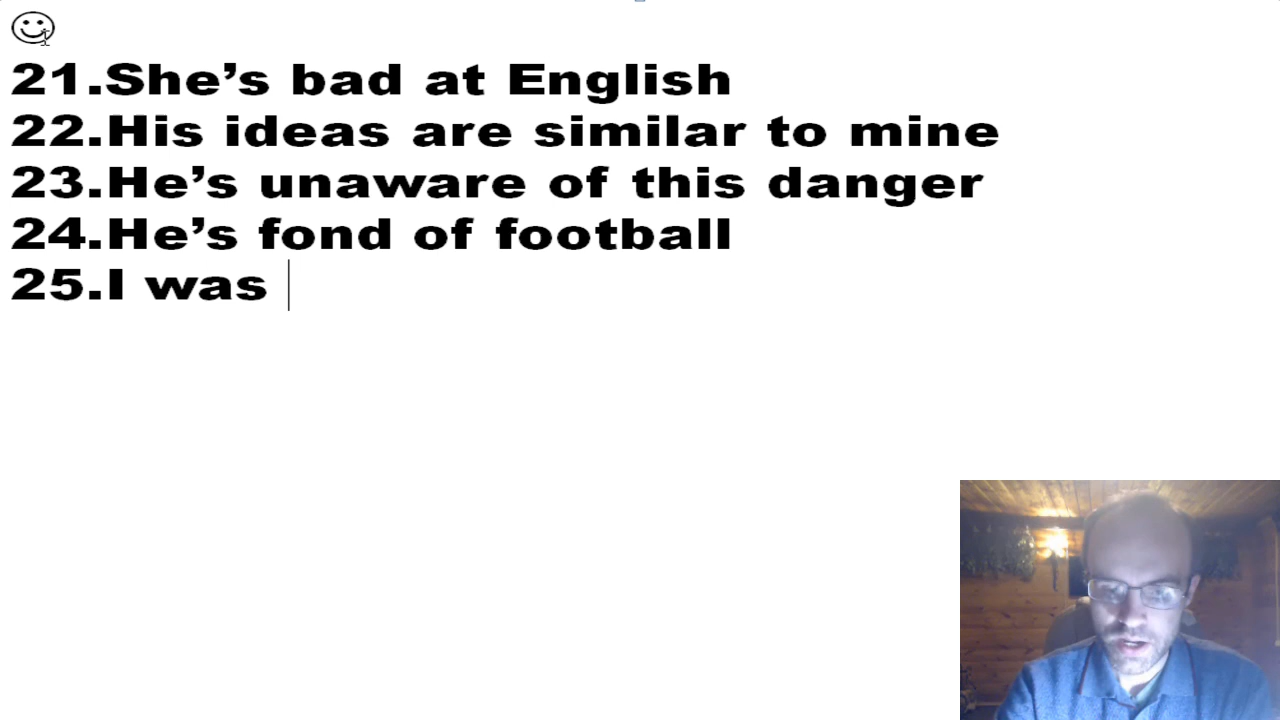 21.She’s bad at English
22.His ideas are similar to mine
23.He’s unaware of this danger
24.He’s fond of football
25.I was